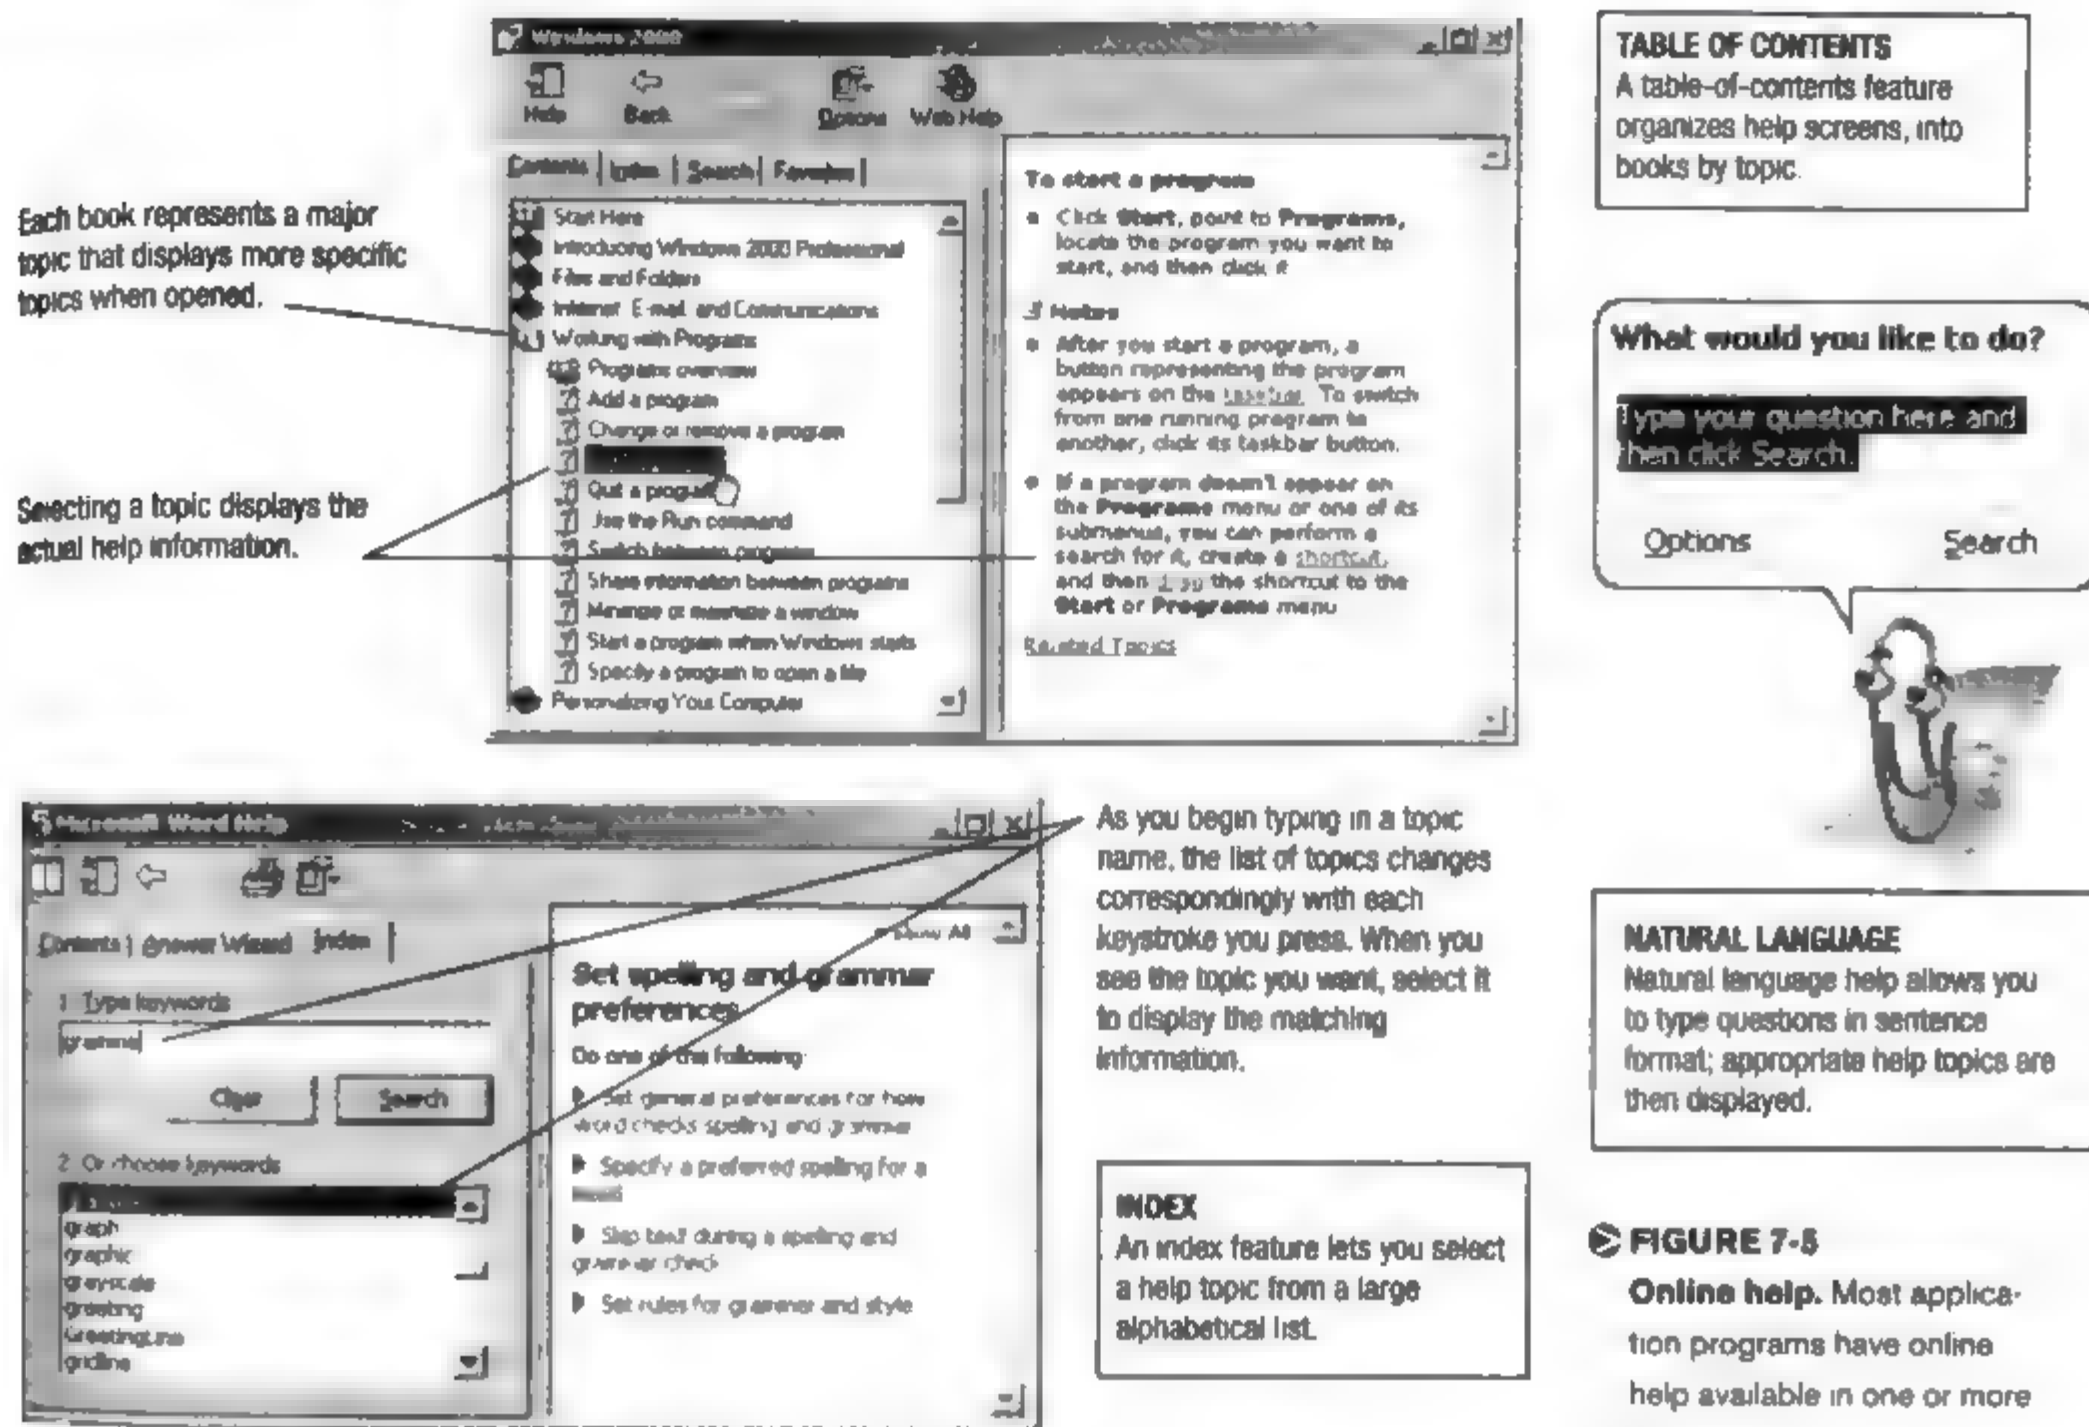 Windows 2000
Hide Back Options Web Help
Contents Index Search Favorites
Each book represents a major
topic that displays more specific
topics when opened.
Selecting a topic displays the
actual help information.
Start Here
Introducing Windows 2000 Professional
Files and Folders
Internet E-mail and Communications
Working with Programs
Programs overview
Add a program
Change or remove a program
Quit a program
Use the Run command
Switch between programs
Share information between programs
Minimize or maximize a window
Start a program when Windows starts
Specify a program to open a file
Personalizing Your Computer
To start a program
Click Start, point to Programs,
locate the program you want to
start, and then click it
Notes
After you start a program, a
button representing the program
appears on the taskbar. To switch
from one running program to
another, click its taskbar button.
If a program doesn't appear on
the Programs menu or one of its
submenus, you can perform a
search for it, create a shortcut,
and then the shortcut to the
Start or Programs menu
Related Topics
TABLE OF CONTENTS
A table-of-contents feature
organizes help screens, into
books by topic.
What would you like to do?
Type your question here and
then click Search.
Options Search
NATURAL LANGUAGE
Natural language help allows you
to type questions in sentence
format; appropriate help topics are
then displayed.
Microsoft Word Help
Contents Answer Wizard Index
1 Type keywords
gramma
Clear Search
2 Or choose keywords
graph
graphic
grayscale
greeting
GreetingLine
gridline
Show All
Set spelling and grammar
preferences
Do one of the following:
Set general preferences for how
Word checks spelling and grammar
Specify a preferred spelling for a
word
Skip text during a spelling and
grammar check
Set rules for grammar and style
As you begin typing in a topic
name, the list of topics changes
correspondingly with each
keystroke you press. When you
see the topic you want, select it
to display the matching
information.
INDEX
An index feature lets you select
a help topic from a large
alphabetical list.
FIGURE 7-5
Online help. Most applica-
tion programs have online
help available in one or more